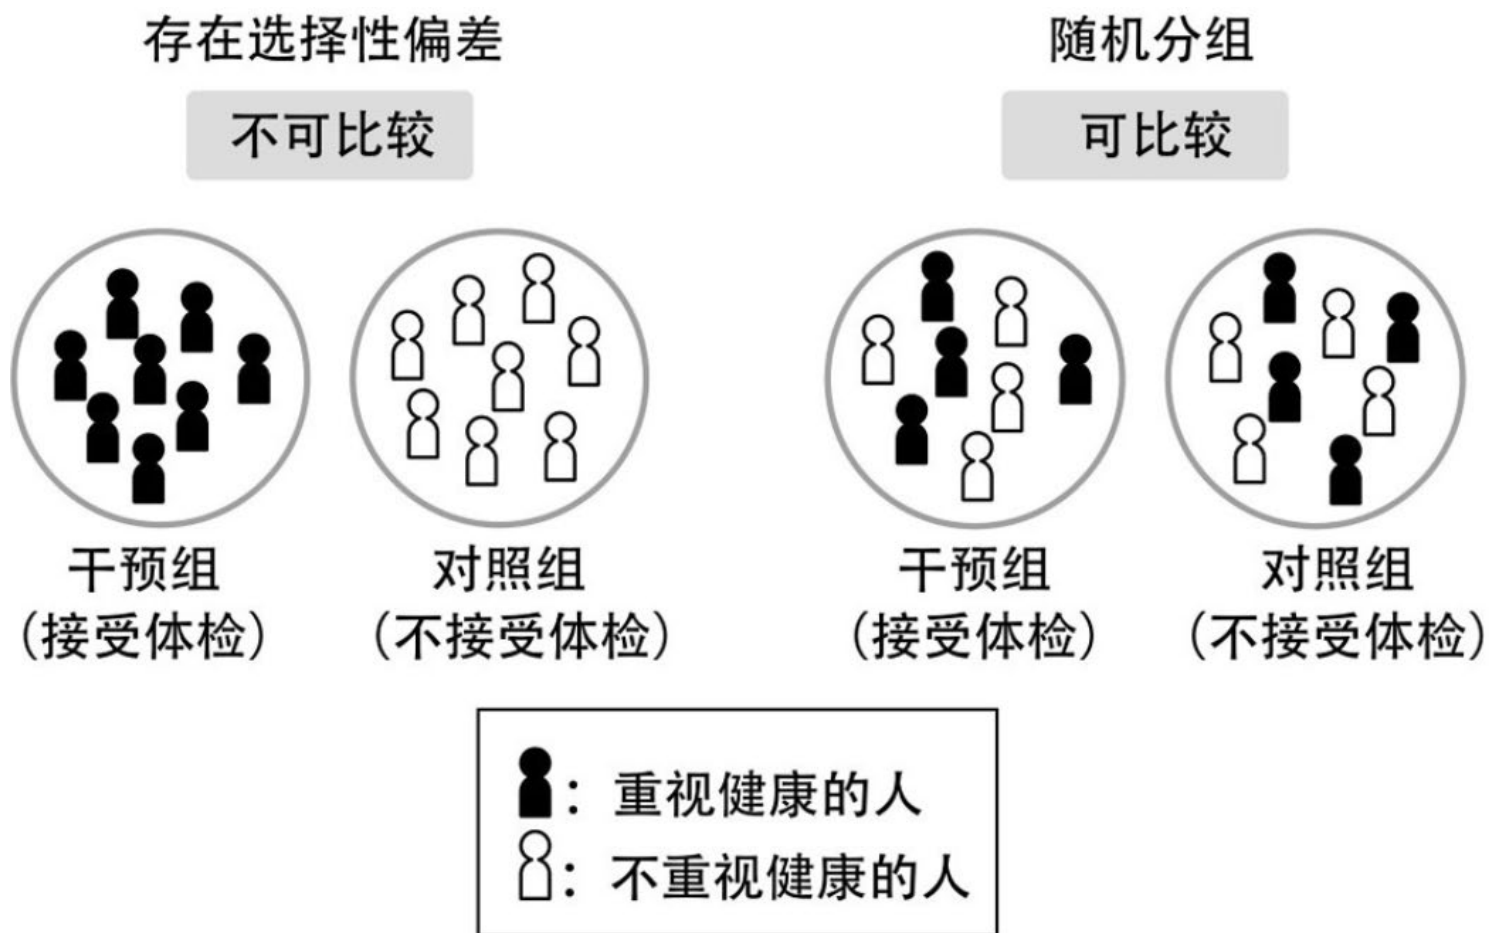 存在选择性偏差
不可比较
干预组
（接受体检）
对照组
（不接受体检）
随机分组
可比较
干预组
（接受体检）
对照组
（不接受体检）
：重视健康的人
：不重视健康的人